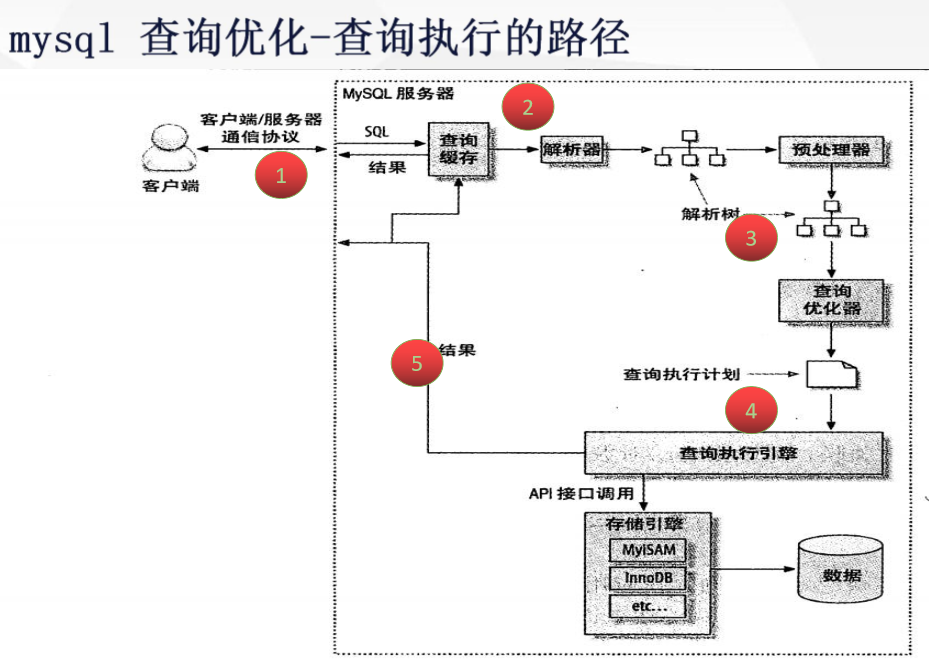 mysql 查询优化-查询执行的路径
MySQL 服务器
客户端/服务器
通信协议
1
客户端
SQL
结果
查询
缓存
2
解析器
预处理器
解析树
3
查询
优化器
查询执行计划
4
5
结果
查询执行引擎
API 接口调用
存储引擎
MyISAM
InnoDB
etc...
数据